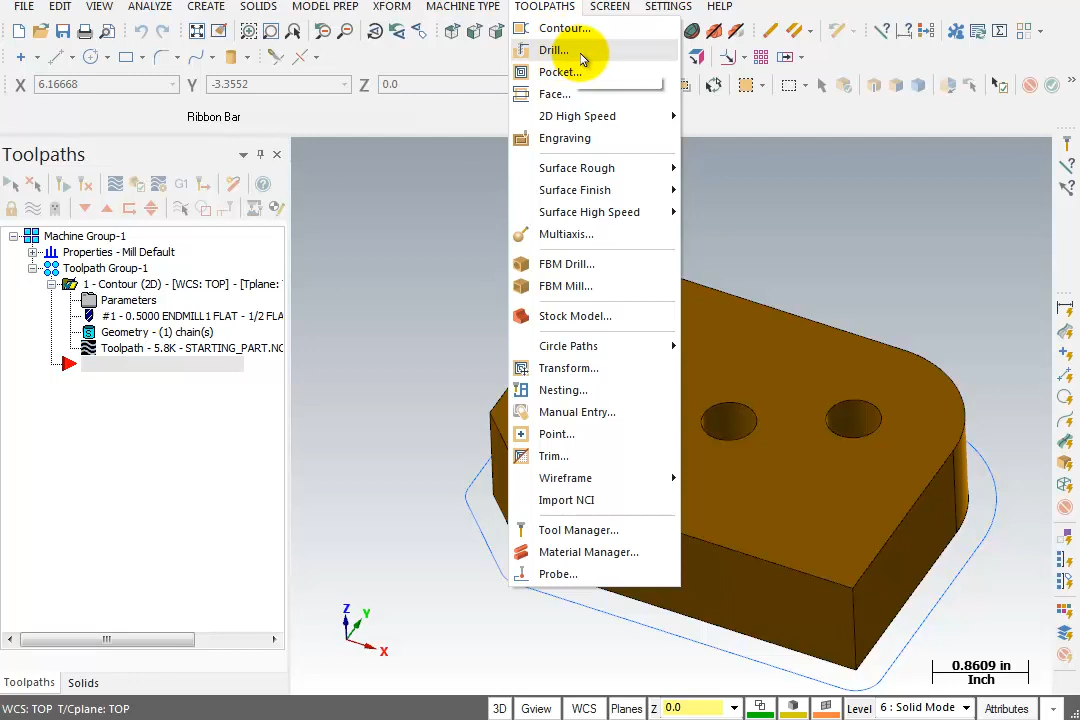 FILE EDIT VIEW ANALYZE CREATE SOLIDS MODEL PREP XFORM MACHINE TYPE TOOLPATHS SCREEN SETTINGS HELP
Contour...
Drill...
X 6.16668 Y -3.3552 Z 0.0
Pocket...
Face...
Ribbon Bar
2D High Speed
Engraving
Toolpaths
Surface Rough
G1
Surface Finish
Surface High Speed
Machine Group-1
Multiaxis...
Properties - Mill Default
Toolpath Group-1
FBM Drill...
1 - Contour (2D) - [WCS: TOP] - [Tplane:
FBM Mill...
Parameters
#1 - 0.5000 ENDMILL1 FLAT - 1/2 FLA
Stock Model...
Geometry - (1) chain(s)
Toolpath - 5.8K - STARTING_PART.NC
Circle Paths
Transform...
Nesting...
Manual Entry...
Point...
Trim...
Wireframe
Import NCI
Tool Manager...
Material Manager...
Probe...
Z
Y
X
0.8609 in
Inch
Toolpaths Solids
WCS: TOP T/Cplane: TOP 3D Gview WCS Planes Z 0.0 Level 6 : Solid Mode Attributes